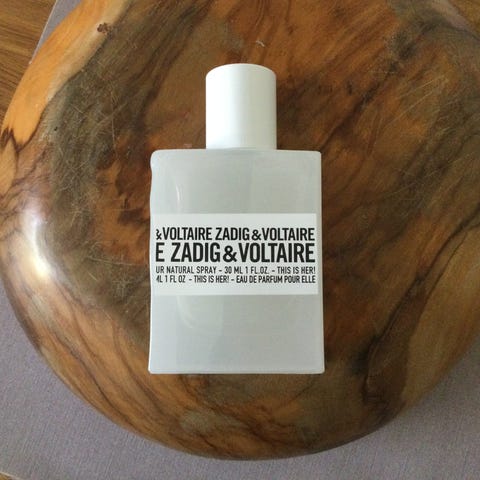 &VOLTAIRE ZADIG&VOLTAIRE
E ZADIG&VOLTAIRE
UR NATURAL SPRAY – 30 ML 1 FL.OZ. – THIS IS HER!
ML 1 FL OZ – THIS IS HER! – EAU DE PARFUM POUR ELLE